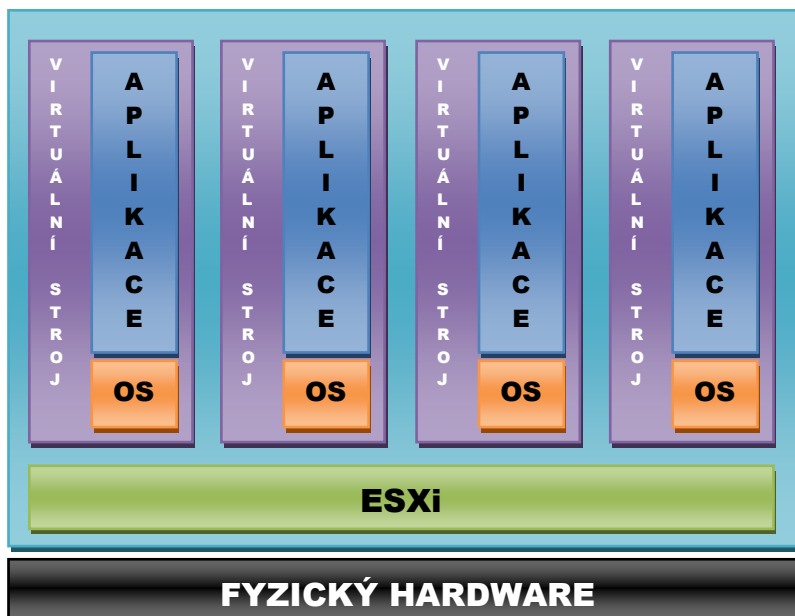 VIRTUÁLNÍ STROJ
APLIKACE
OS
VIRTUÁLNÍ STROJ
APLIKACE
OS
VIRTUÁLNÍ STROJ
APLIKACE
OS
VIRTUÁLNÍ STROJ
APLIKACE
OS
ESXi
FYZICKÝ HARDWARE